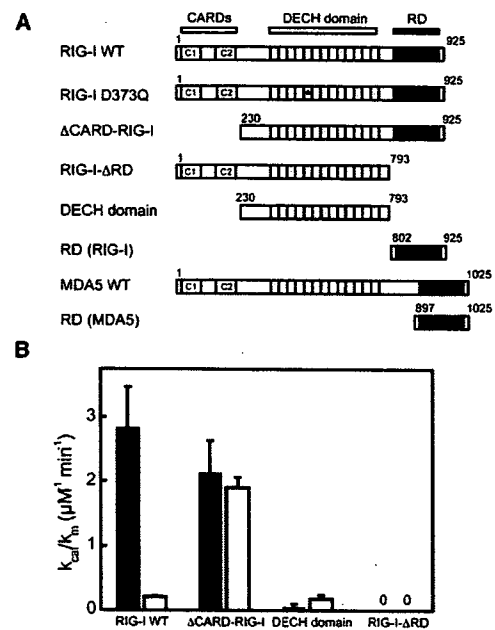 A
CARDs DECH domain RD
RIG-I WT 1 C1 C2 925
RIG-I D373Q 1 C1 C2 925
ΔCARD-RIG-I 230 925
RIG-I-ΔRD 1 C1 C2 793
DECH domain 230 793
RD (RIG-I) 802 925
MDA5 WT 1 C1 C2 1025
RD (MDA5) 897 1025
B
kcat/km (µM-1 min-1)
3
2
1
0
0 0
RIG-I WT ΔCARD-RIG-I DECH domain RIG-I-ΔRD